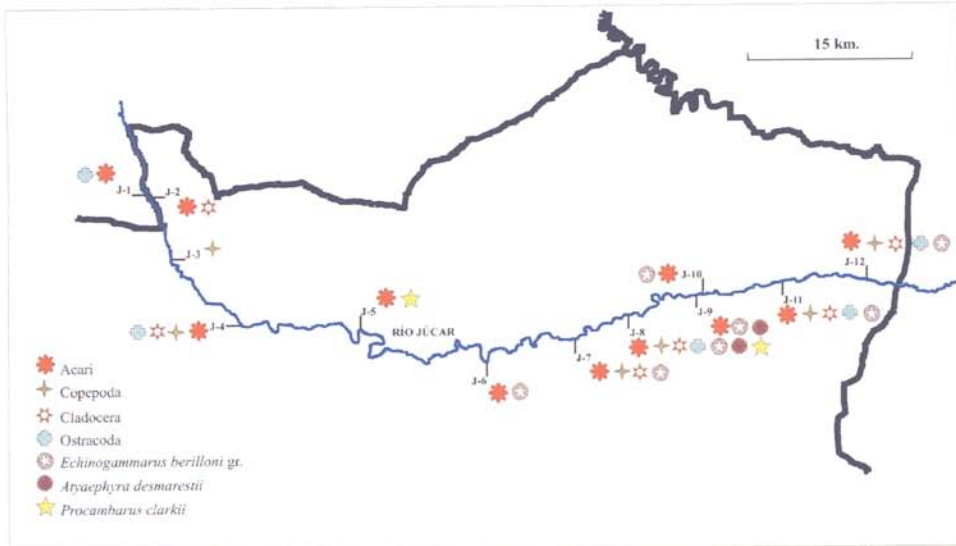 15 km.
J-1
J-2
J-3
J-4
J-5
RÍO JÚCAR
J-6
J-7
J-8
J-9
J-10
J-11
J-12
Acari
Copepoda
Cladocera
Ostracoda
Echinogammarus berilloni gr.
Atyaephyra desmarestii
Procambarus clarkii